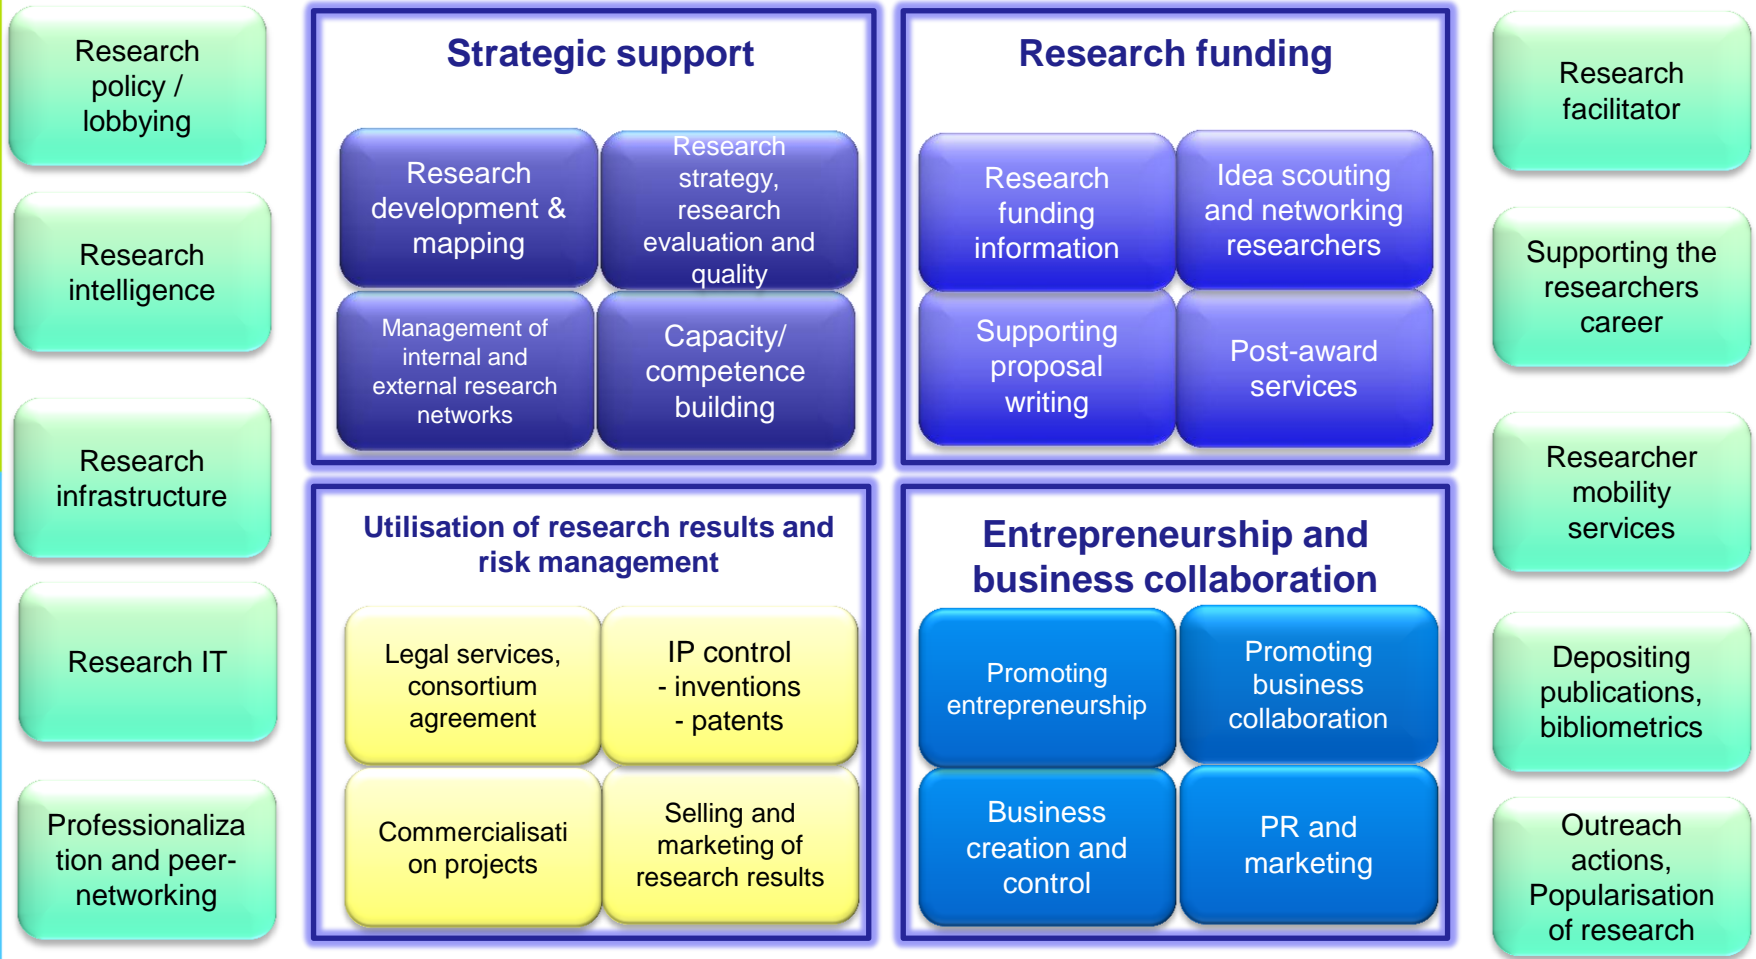 Research
policy /
lobbying
Research
intelligence
Research
infrastructure
Research IT
Professionaliza
tion and peer-
networking
Strategic support
Research
development &
mapping
Research
strategy,
research
evaluation and
quality
Management of
internal and
external research
networks
Capacity/
competence
building
Research funding
Research
funding
information
Idea scouting
and networking
researchers
Supporting
proposal
writing
Post-award
services
Utilisation of research results and
risk management
Legal services,
consortium
agreement
IP control
- inventions
- patents
Commercialisati
on projects
Selling and
marketing of
research results
Entrepreneurship and
business collaboration
Promoting
entrepreneurship
Promoting
business
collaboration
Business
creation and
control
PR and
marketing
Research
facilitator
Supporting the
researchers
career
Researcher
mobility
services
Depositing
publications,
bibliometrics
Outreach
actions,
Popularisation
of research